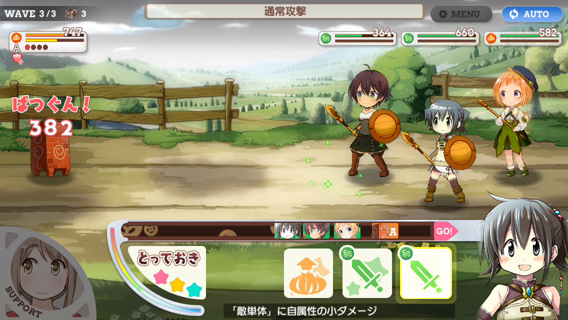 WAVE 3/3 3
通常攻撃
MENU
AUTO
747
A
364
660
582
ばつぐん!
382
A
GO!
とっておき
SUPPORT
「敵単体」に自属性の小ダメージ